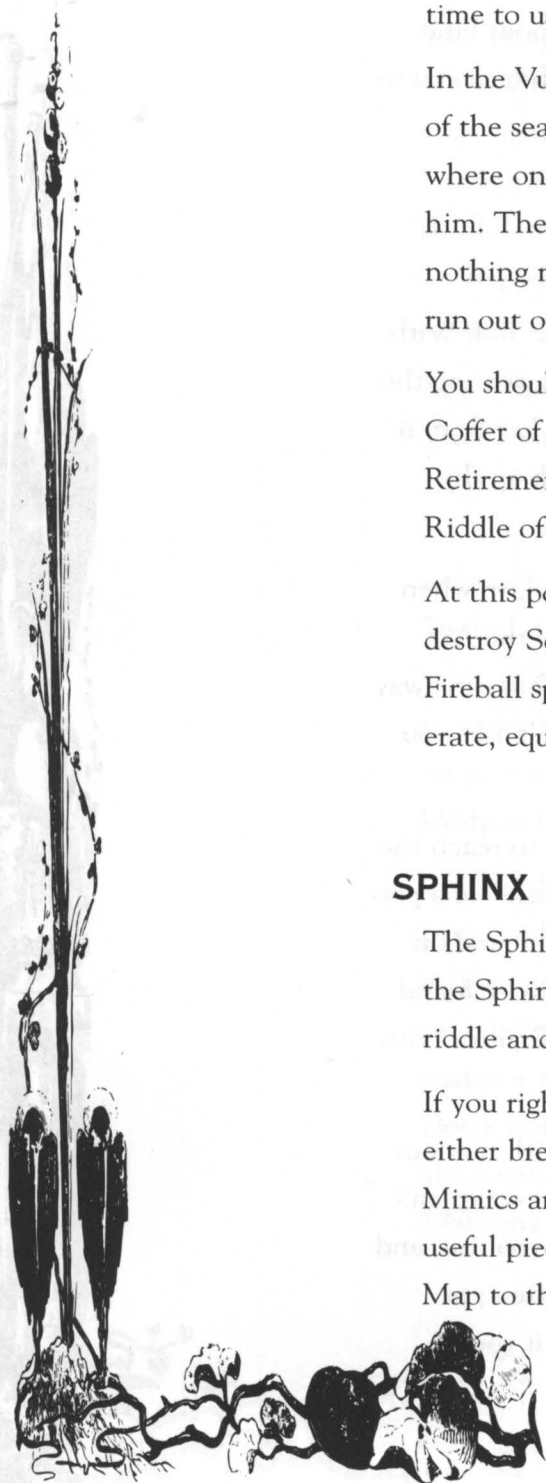 time to u
In the Vu
of the sea
where on
him. The
nothing r
run out o
You shoul
Coffer of
Retiremen
Riddle of
At this po
destroy Se
Fireball sp
erate, equ
SPHINX
The Sphi
the Sphin
riddle and
If you righ
either bre
Mimics an
useful pie
Map to th